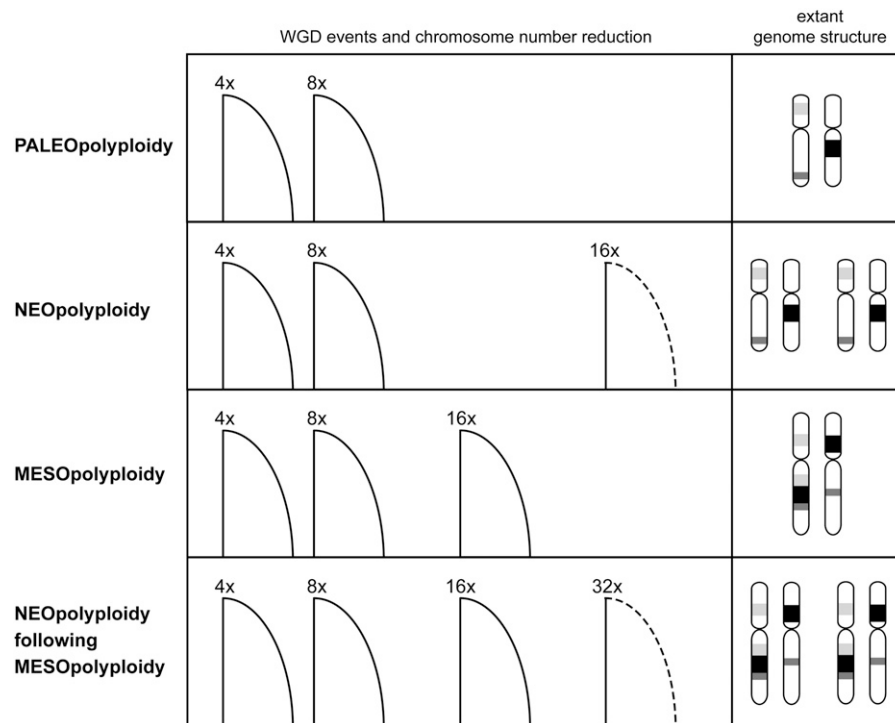 WGD events and chromosome number reduction
extant
genome structure
PALEOpolyploidy
4x
8x
NEOpolyploidy
4x
8x
16x
MESOpolyploidy
4x
8x
16x
NEOpolyploidy
following
MESOpolyploidy
4x
8x
16x
32x